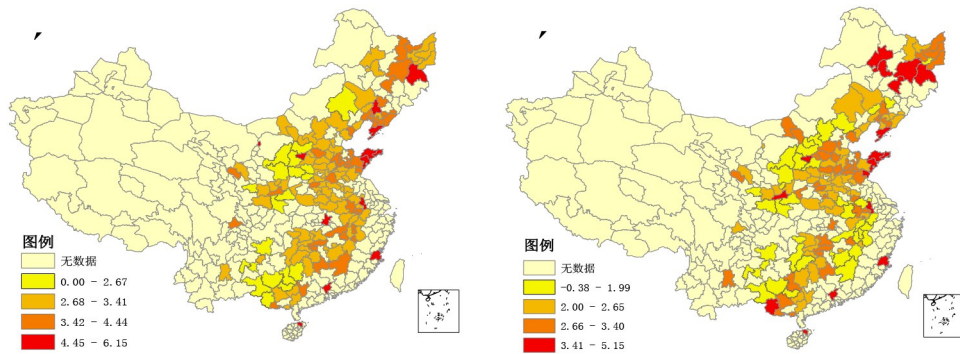 图例
无数据
0.00 - 2.67
2.68 - 3.41
3.42 - 4.44
4.45 - 6.15
图例
无数据
-0.38 - 1.99
2.00 - 2.65
2.66 - 3.40
3.41 - 5.15